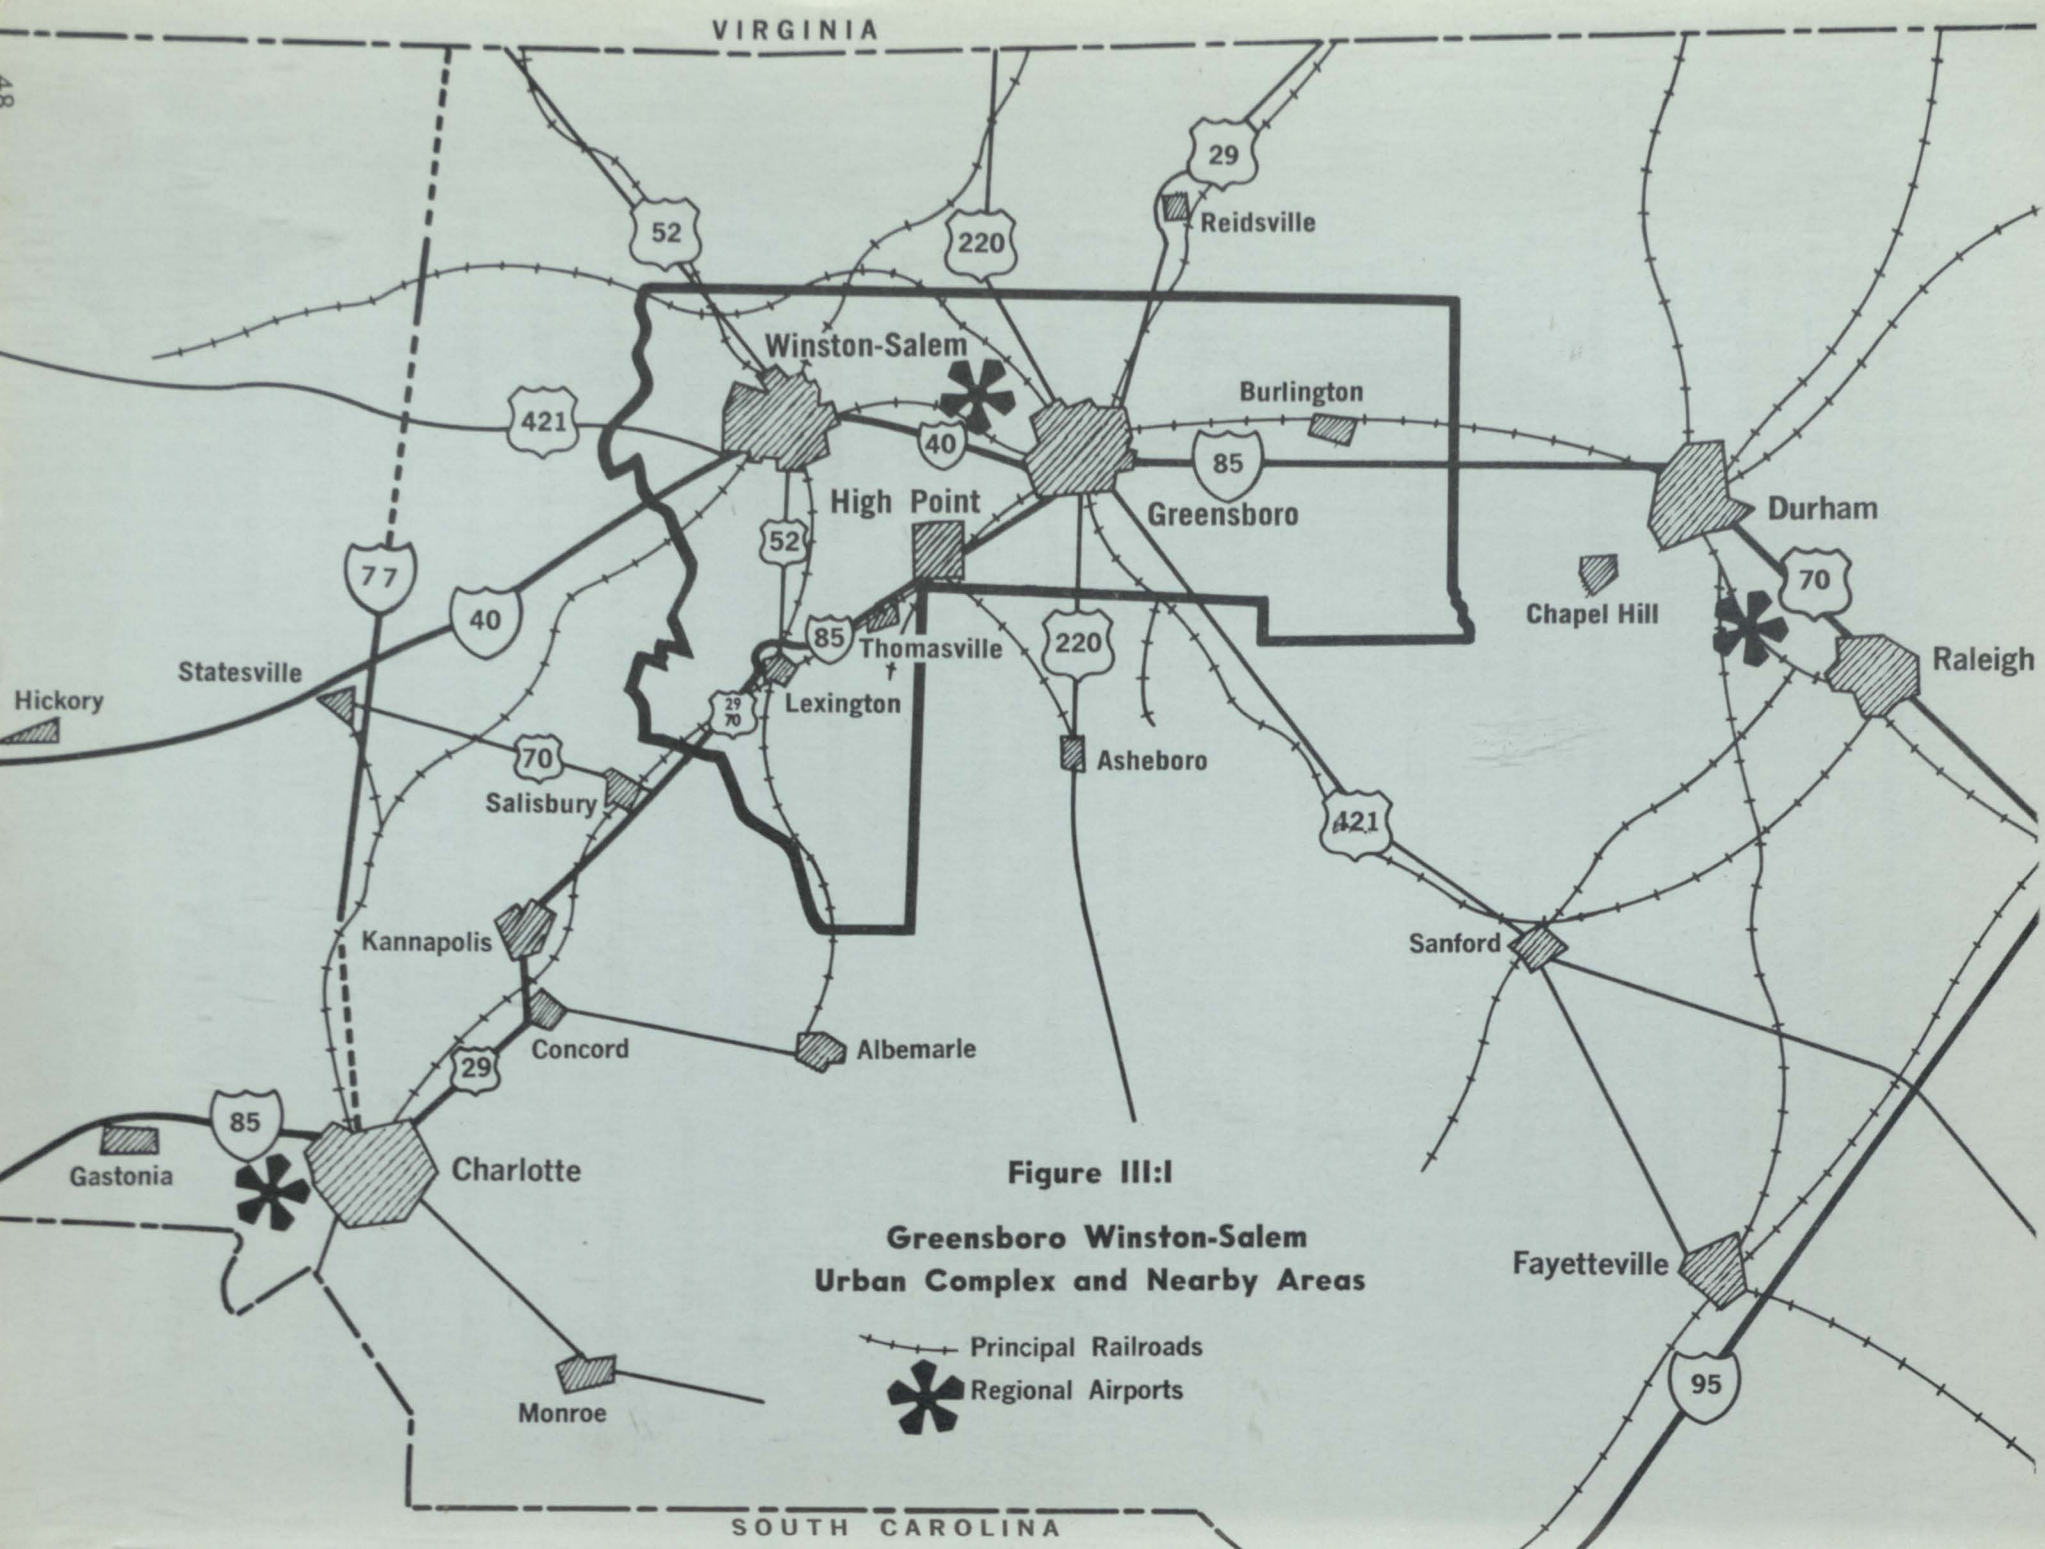 VIRGINIA
48
29
52
220
Reidsville
Winston-Salem
Burlington
421
40
85
High Point
Greensboro
Durham
52
77
40
70
Chapel Hill
85
Thomasville
220
Raleigh
Statesville
Hickory
Lexington
29
70
70
Asheboro
Salisbury
421
Kannapolis
Sanford
Concord
Albemarle
29
85
Gastonia
Charlotte
Figure III:I
Greensboro Winston-Salem
Urban Complex and Nearby Areas
Fayetteville
Principal Railroads
Regional Airports
95
Monroe
SOUTH CAROLINA